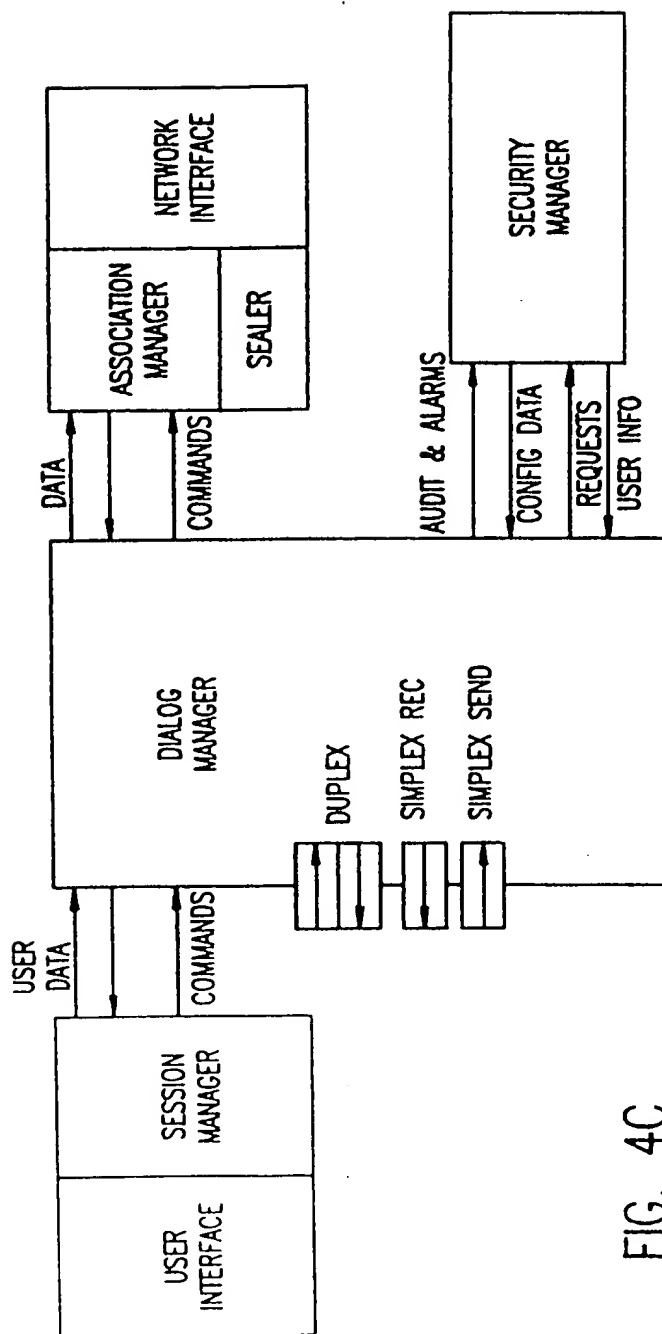 USER
INTERFACE
SESSION
MANAGER
USER
DATA
COMMANDS
DIALOG
MANAGER
DUPLEX
SIMPLEX REC
SIMPLEX SEND
DATA
COMMANDS
ASSOCIATION
MANAGER
SEALER
NETWORK
INTERFACE
AUDIT & ALARMS
CONFIG DATA
REQUESTS
USER INFO
SECURITY
MANAGER
FIG. 4C